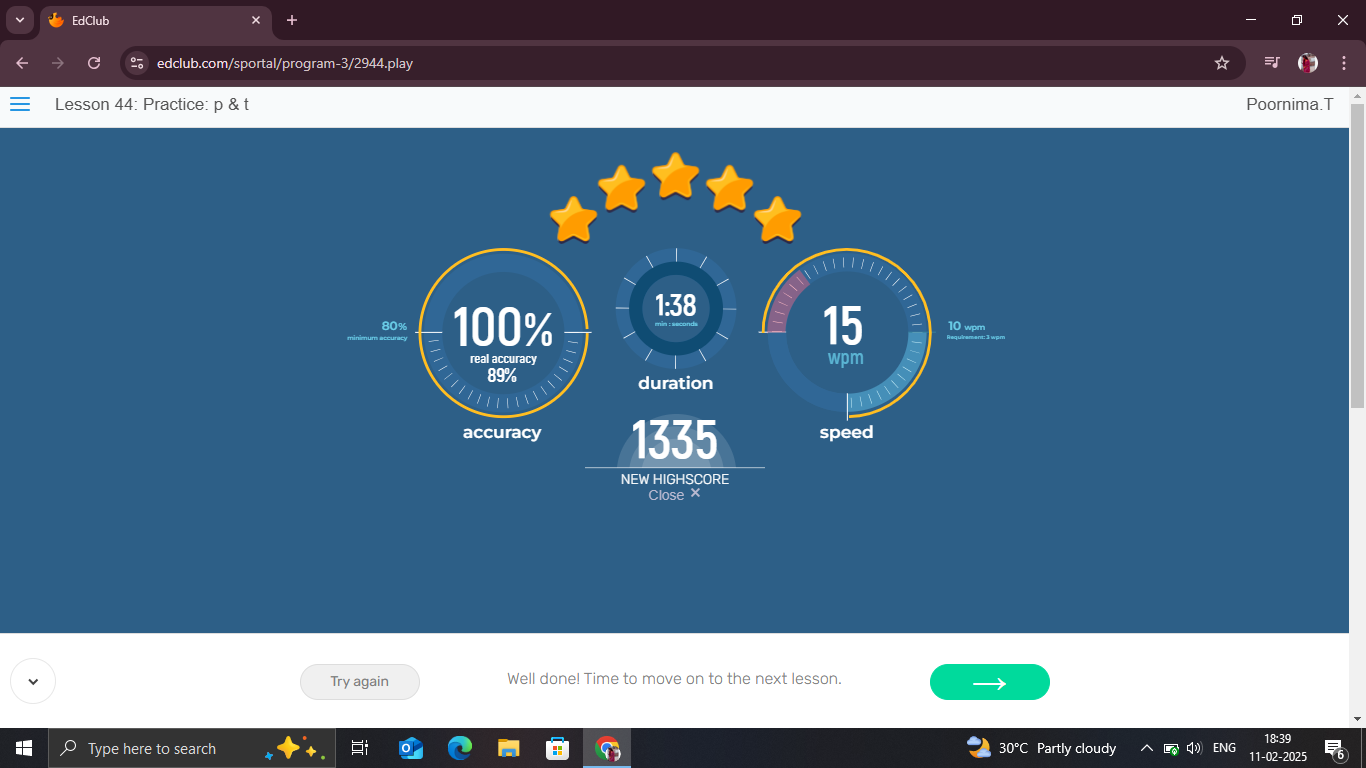 EdClub
edclub.com/sportal/program-3/2944.play
Lesson 44: Practice: p & t
Poornima.T
80%
minimum accuracy
100%
real accuracy
89%
accuracy
1:38
min : seconds
duration
15
wpm
speed
10 wpm
Requirement: 3 wpm
1335
NEW HIGHSCORE
Close ×
Try again
Well done! Time to move on to the next lesson.
Type here to search
30°C Partly cloudy
ENG
18:39
11-02-2025
6